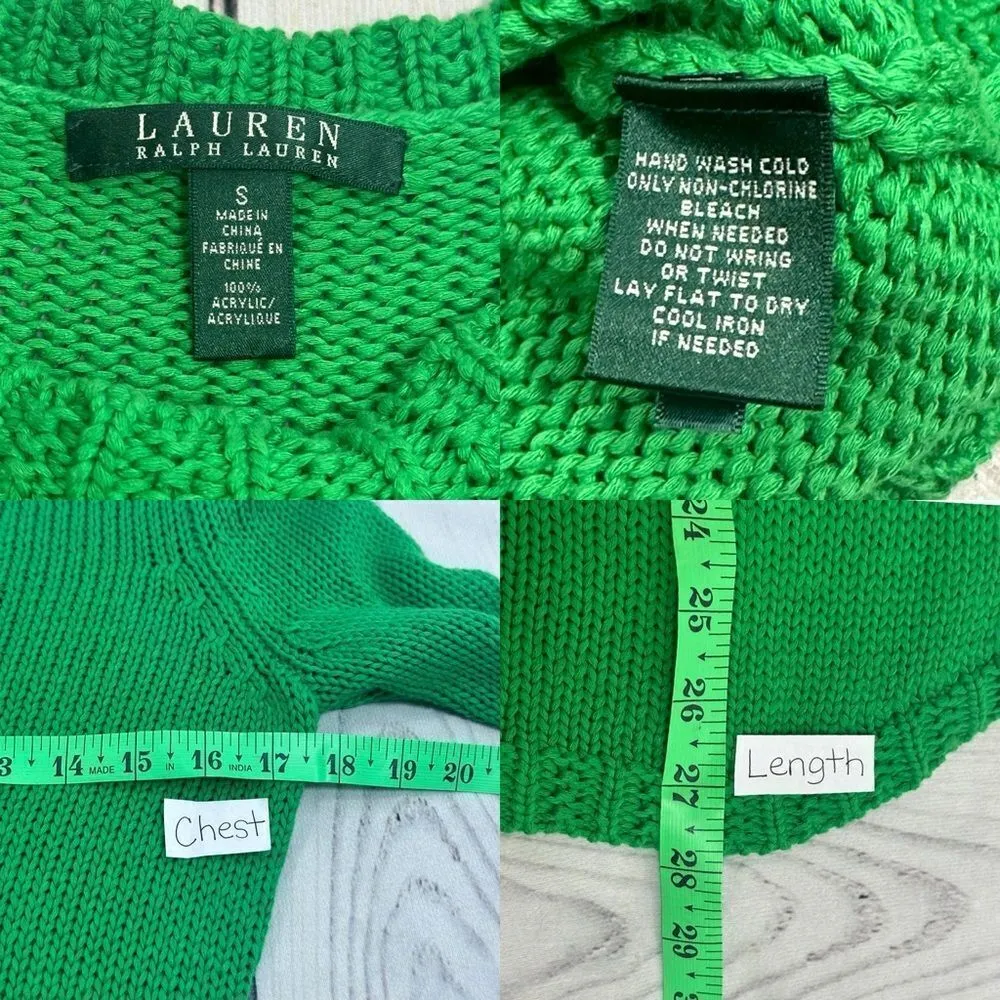 LAUREN
RALPH LAUREN
S
MADE IN
CHINA
FABRIQUÉ EN
CHINE
100%
ACRYLIC/
ACRYLIQUE
HAND WASH COLD
ONLY NON-CHLORINE
BLEACH
WHEN NEEDED
DO NOT WRING
OR TWIST
LAY FLAT TO DRY
COOL IRON
IF NEEDED
3 14 MADE 15 IN 16 INDIA 17 18 19 20
Chest
24
25
26
27
28
29
Length